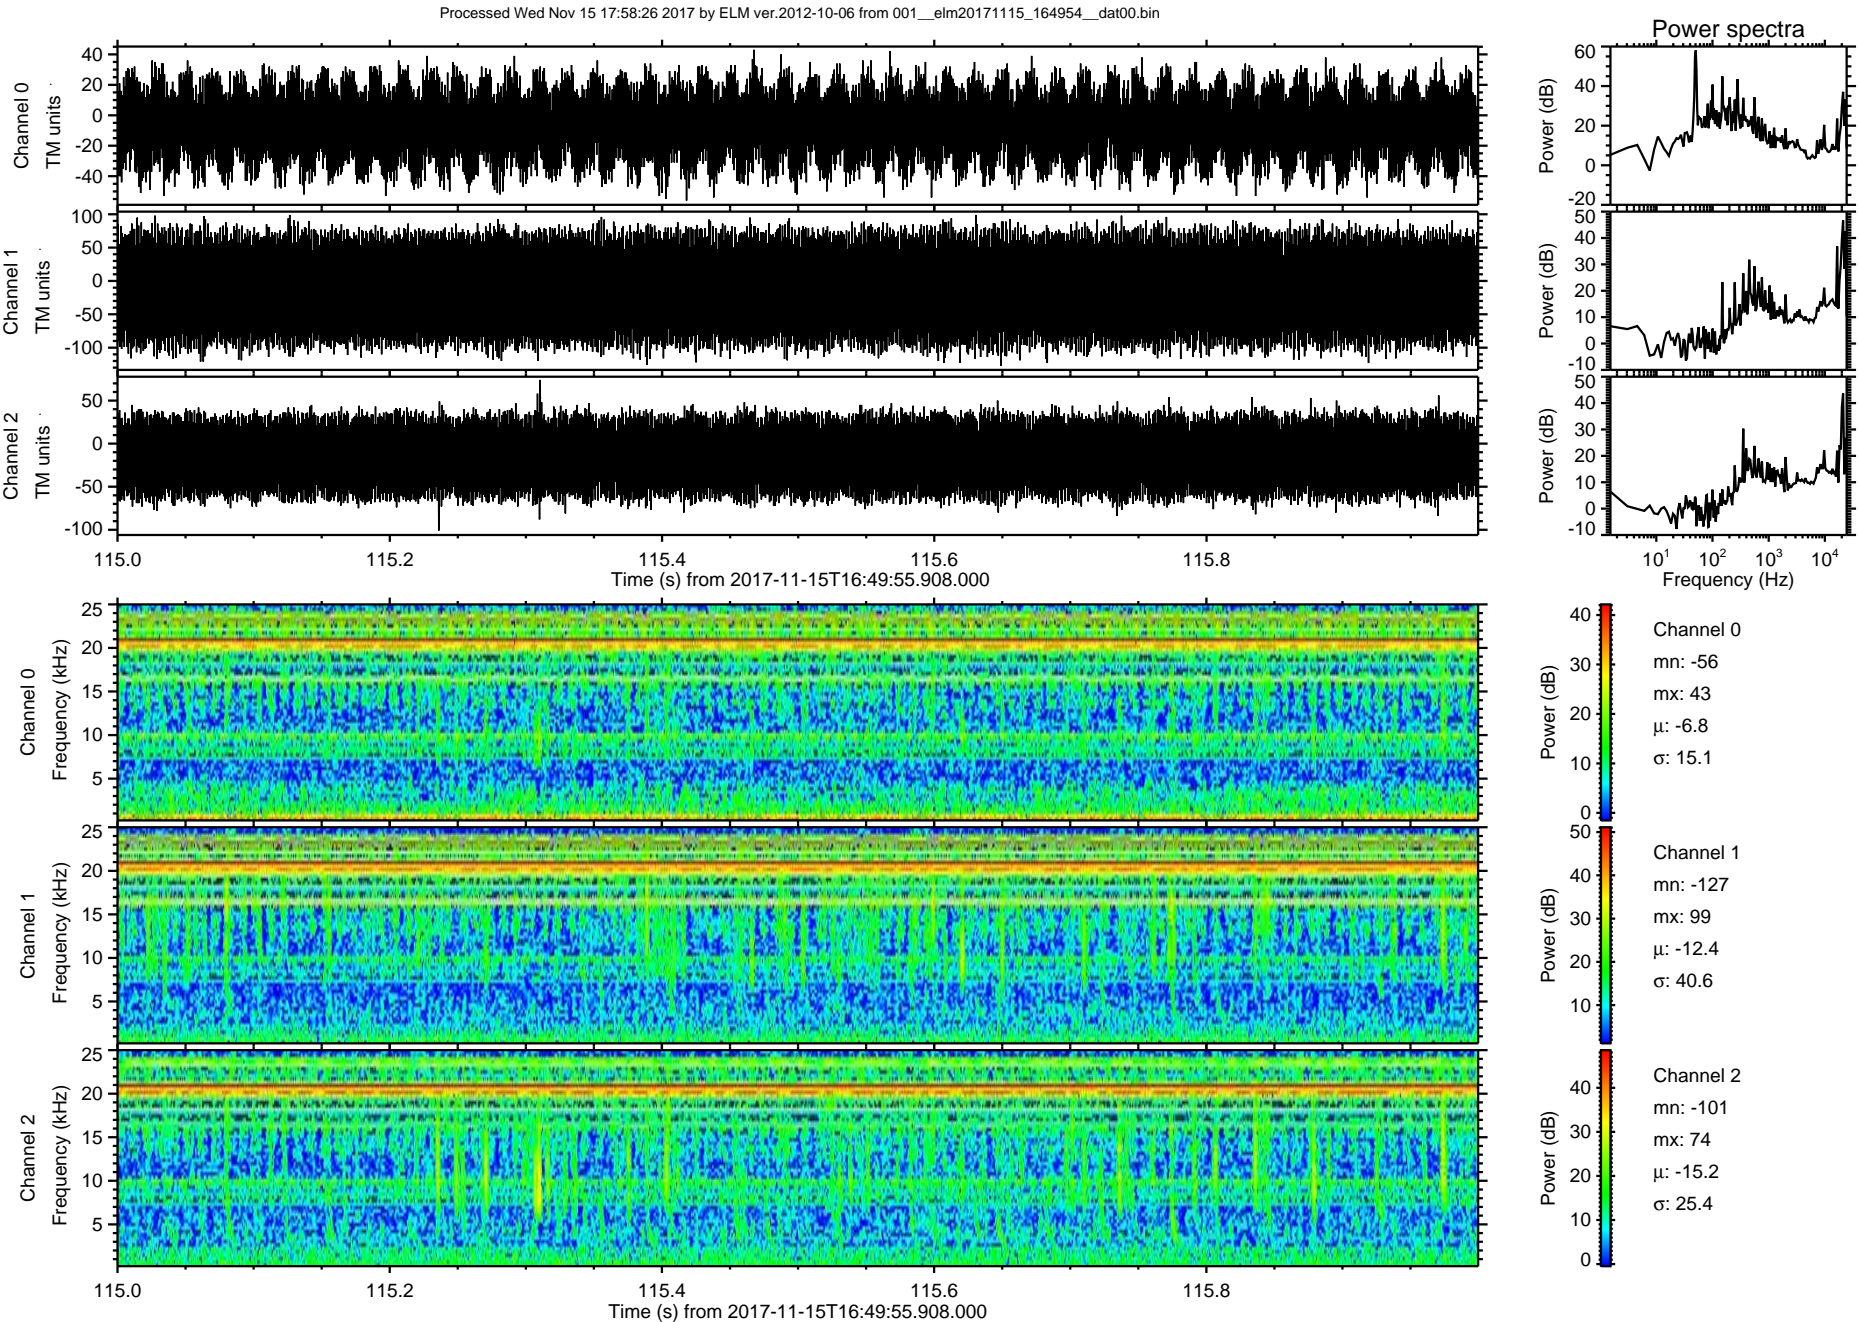 Processed Wed Nov 15 17:58:26 2017 by ELM ver.2012-10-06 from 001__elm20171115_164954__dat00.bin
Power spectra
Channel 0
TM units
40
20
0
-20
-40
Power (dB)
60
40
20
0
-20
Channel 1
TM units
100
50
0
-50
-100
Power (dB)
50
40
30
20
10
0
-10
Channel 2
TM units
50
0
-50
-100
Power (dB)
50
40
30
20
10
0
-10
115.0 115.2 115.4 115.6 115.8
Time (s) from 2017-11-15T16:49:55.908.000
10^1 10^2 10^3 10^4
Frequency (Hz)
Channel 0
Frequency (kHz)
25
20
15
10
5
Power (dB)
40
30
20
10
0
Channel 0
mn: -56
mx: 43
μ: -6.8
σ: 15.1
Channel 1
Frequency (kHz)
25
20
15
10
5
Power (dB)
50
40
30
20
10
Channel 1
mn: -127
mx: 99
μ: -12.4
σ: 40.6
Channel 2
Frequency (kHz)
25
20
15
10
5
Power (dB)
40
30
20
10
0
Channel 2
mn: -101
mx: 74
μ: -15.2
σ: 25.4
115.0 115.2 115.4 115.6 115.8
Time (s) from 2017-11-15T16:49:55.908.000